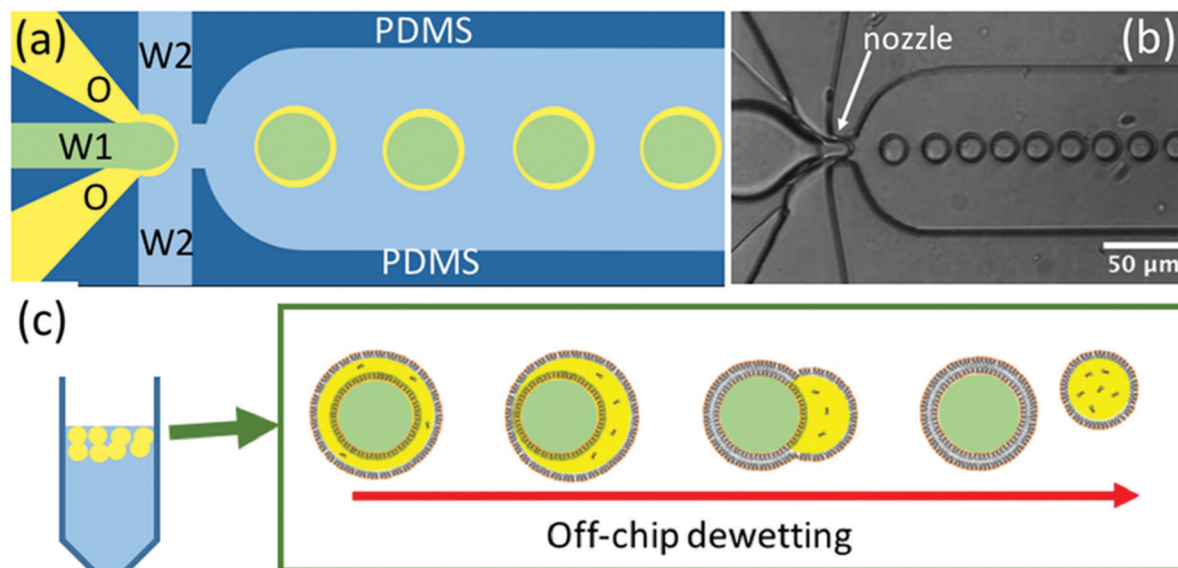 (a)
PDMS
W2
O
W1
O
W2
PDMS
nozzle
(b)
50 µm
(c)
Off-chip dewetting